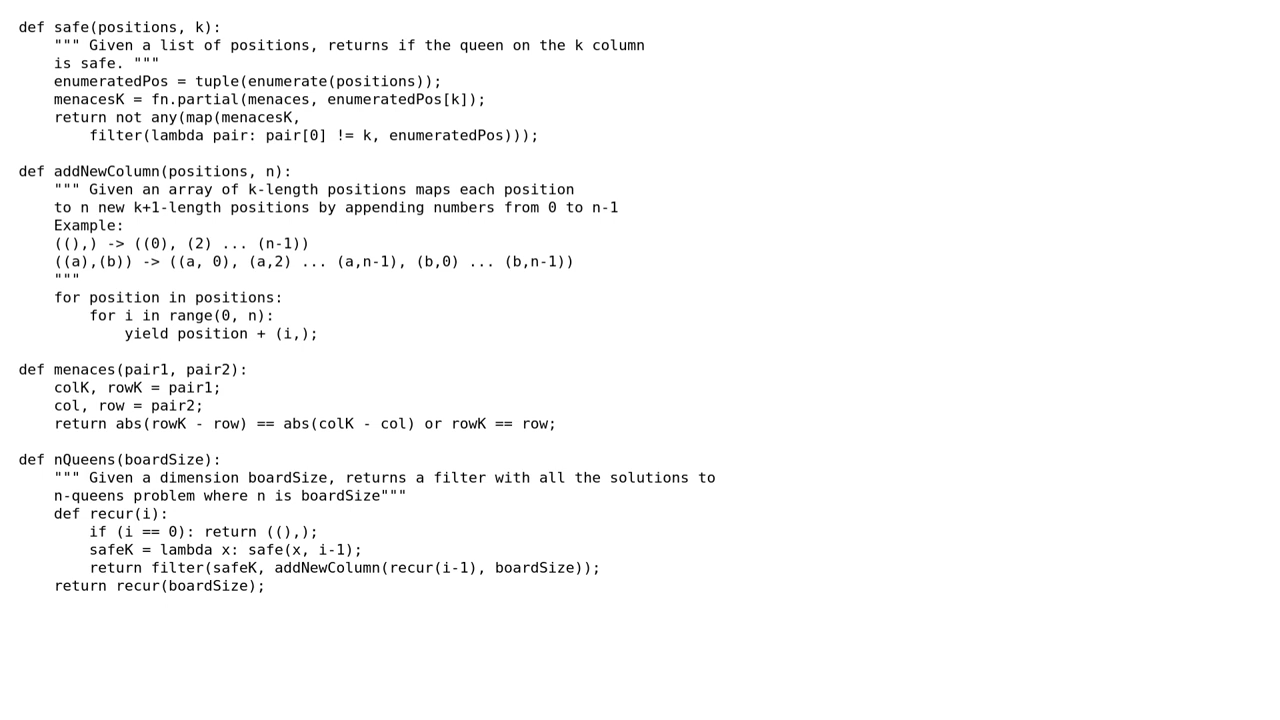 def safe(positions, k):
    """ Given a list of positions, returns if the queen on the k column
    is safe. """
    enumeratedPos = tuple(enumerate(positions));
    menacesK = fn.partial(menaces, enumeratedPos[k]);
    return not any(map(menacesK,
        filter(lambda pair: pair[0] != k, enumeratedPos)));

def addNewColumn(positions, n):
    """ Given an array of k-length positions maps each position
    to n new k+1-length positions by appending numbers from 0 to n-1
    Example:
    ((),) -> ((0), (2) ... (n-1))
    ((a),(b)) -> ((a, 0), (a,2) ... (a,n-1), (b,0) ... (b,n-1))
    """
    for position in positions:
        for i in range(0, n):
            yield position + (i,);

def menaces(pair1, pair2):
    colK, rowK = pair1;
    col, row = pair2;
    return abs(rowK - row) == abs(colK - col) or rowK == row;

def nQueens(boardSize):
    """ Given a dimension boardSize, returns a filter with all the solutions to
    n-queens problem where n is boardSize"""
    def recur(i):
        if (i == 0): return ((),);
        safeK = lambda x: safe(x, i-1);
        return filter(safeK, addNewColumn(recur(i-1), boardSize));
    return recur(boardSize);